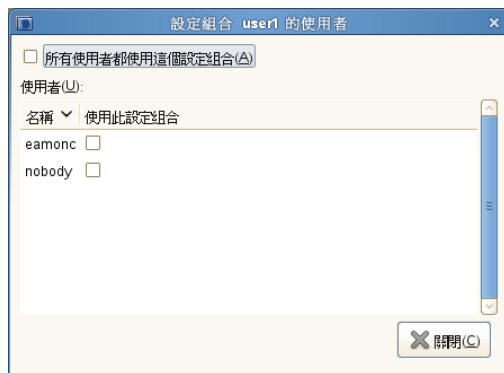 設定組合 user1 的使用者
所有使用者都使用這個設定組合(A)
使用者(U):
名稱 使用此設定組合
eamonc
nobody
關閉(C)